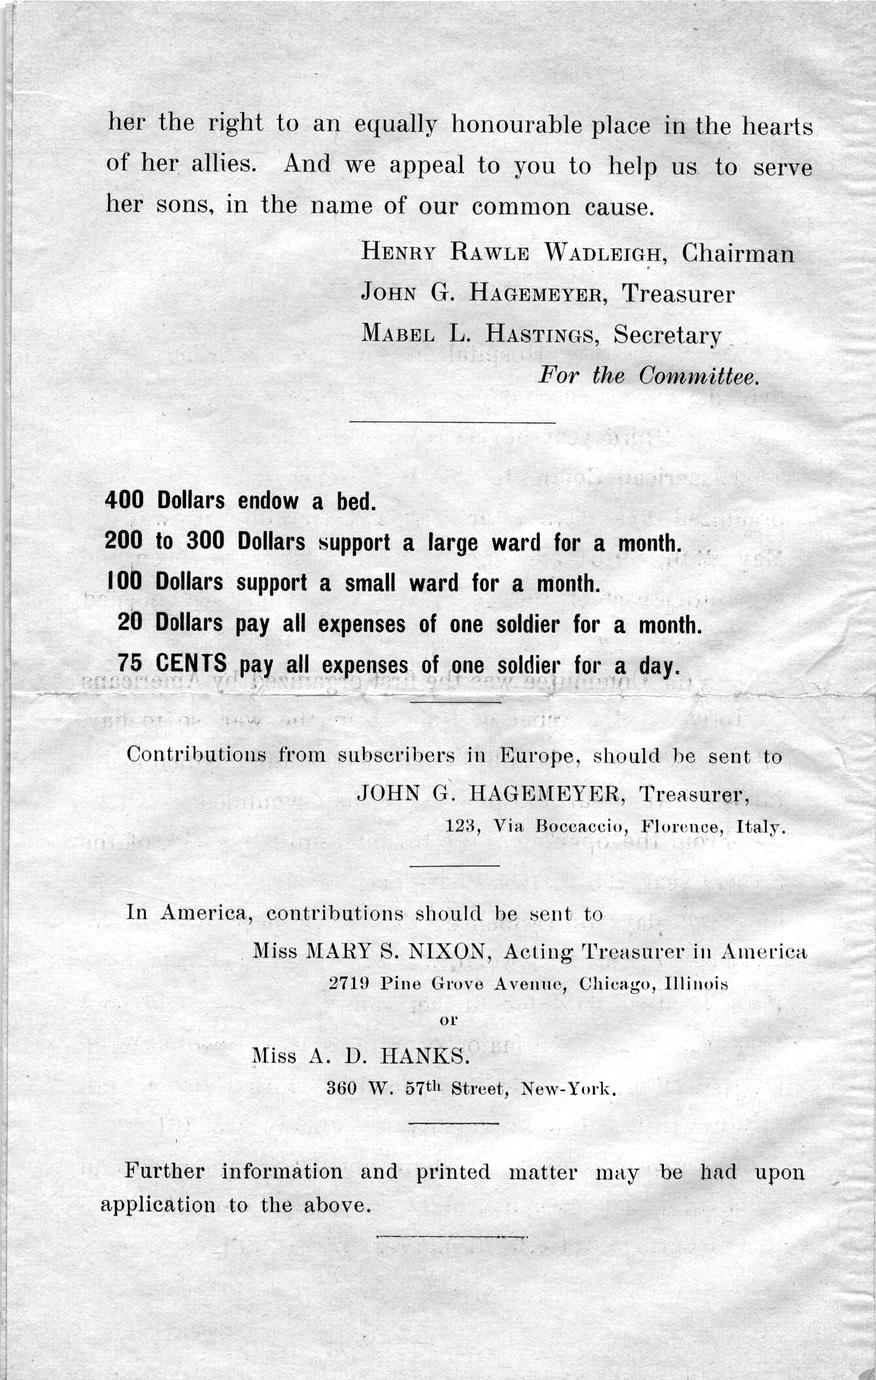 her the right to an equally honourable place in the hearts
of her allies. And we appeal to you to help us to serve
her sons, in the name of our common cause.
HENRY RAWLE WADLEIGH, Chairman
JOHN G. HAGEMEYER, Treasurer
MABEL L. HASTINGS, Secretary
For the Committee.
400 Dollars endow a bed.
200 to 300 Dollars support a large ward for a month.
100 Dollars support a small ward for a month.
20 Dollars pay all expenses of one soldier for a month.
75 CENTS pay all expenses of one soldier for a day.
Contributions from subscribers in Europe, should be sent to
JOHN G. HAGEMEYER, Treasurer,
123, Via Boccaccio, Florence, Italy.
In America, contributions should be sent to
Miss MARY S. NIXON, Acting Treasurer in America
2719 Pine Grove Avenue, Chicago, Illinois
or
Miss A. D. HANKS.
360 W. 57th Street, New-York.
Further information and printed matter may be had upon
application to the above.